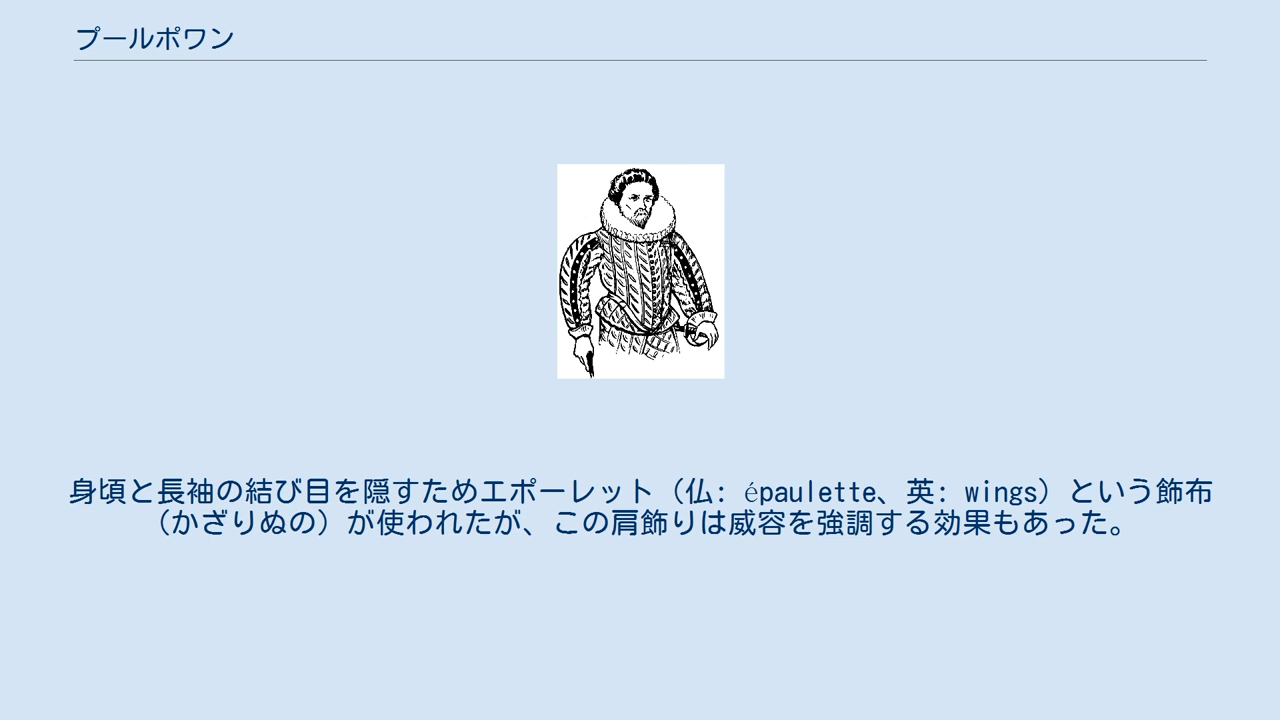 プールポワン
身頃と長袖の結び目を隠すためエポーレット（仏: épaulette、英: wings）という飾布
（かざりぬの）が使われたが、この肩飾りは威容を強調する効果もあった。